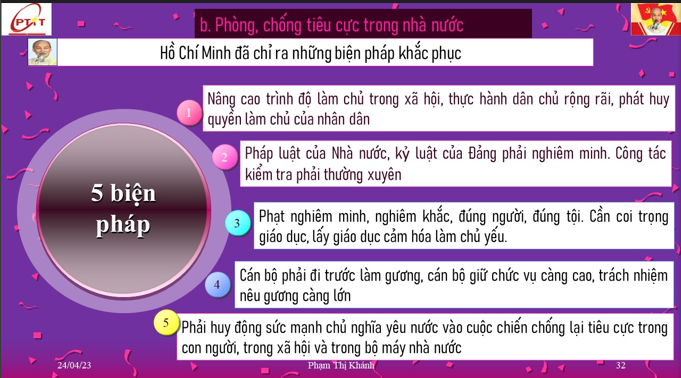 PTIT
b. Phòng, chống tiêu cực trong nhà nước
Hồ Chí Minh đã chỉ ra những biện pháp khắc phục
1
Nâng cao trình độ làm chủ trong xã hội, thực hành dân chủ rộng rãi, phát huy
quyền làm chủ của nhân dân
2
Pháp luật của Nhà nước, kỷ luật của Đảng phải nghiêm minh. Công tác
kiểm tra phải thường xuyên
5 biện
pháp
3
Phạt nghiêm minh, nghiêm khắc, đúng người, đúng tội. Cần coi trọng
giáo dục, lấy giáo dục cảm hóa làm chủ yếu.
4
Cán bộ phải đi trước làm gương, cán bộ giữ chức vụ càng cao, trách nhiệm
nêu gương càng lớn
5
Phải huy động sức mạnh chủ nghĩa yêu nước vào cuộc chiến chống lại tiêu cực trong
con người, trong xã hội và trong bộ máy nhà nước
24/04/23
Phạm Thị Khánh
32